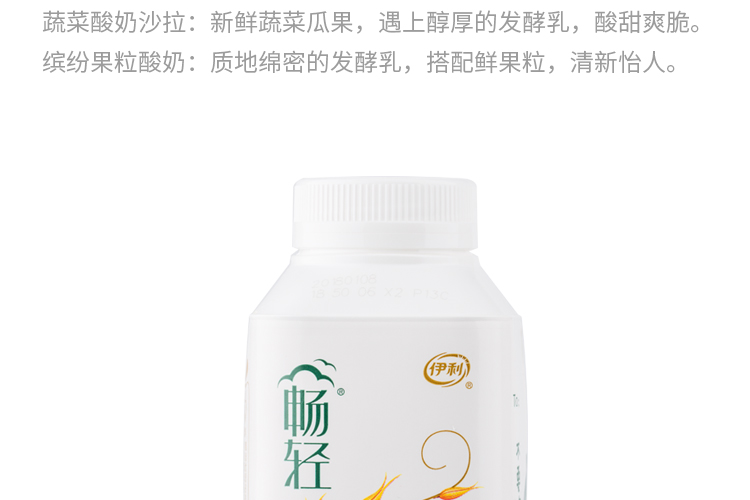 蔬菜酸奶沙拉：新鲜蔬菜瓜果，遇上醇厚的发酵乳，酸甜爽脆。
缤纷果粒酸奶：质地绵密的发酵乳，搭配鲜果粒，清新怡人。
伊利®
畅轻®